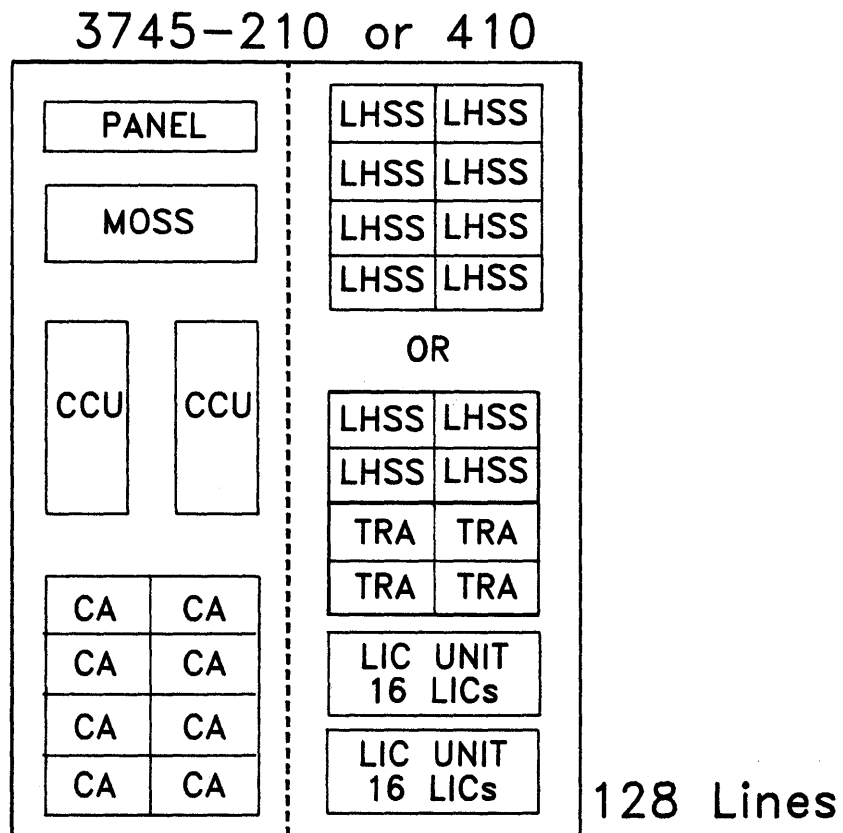 3745-210 or 410
PANEL
MOSS
CCU CCU
CA CA
CA CA
CA CA
CA CA
LHSS LHSS
LHSS LHSS
LHSS LHSS
LHSS LHSS
OR
LHSS LHSS
LHSS LHSS
TRA TRA
TRA TRA
LIC UNIT
16 LICs
LIC UNIT
16 LICs
128 Lines